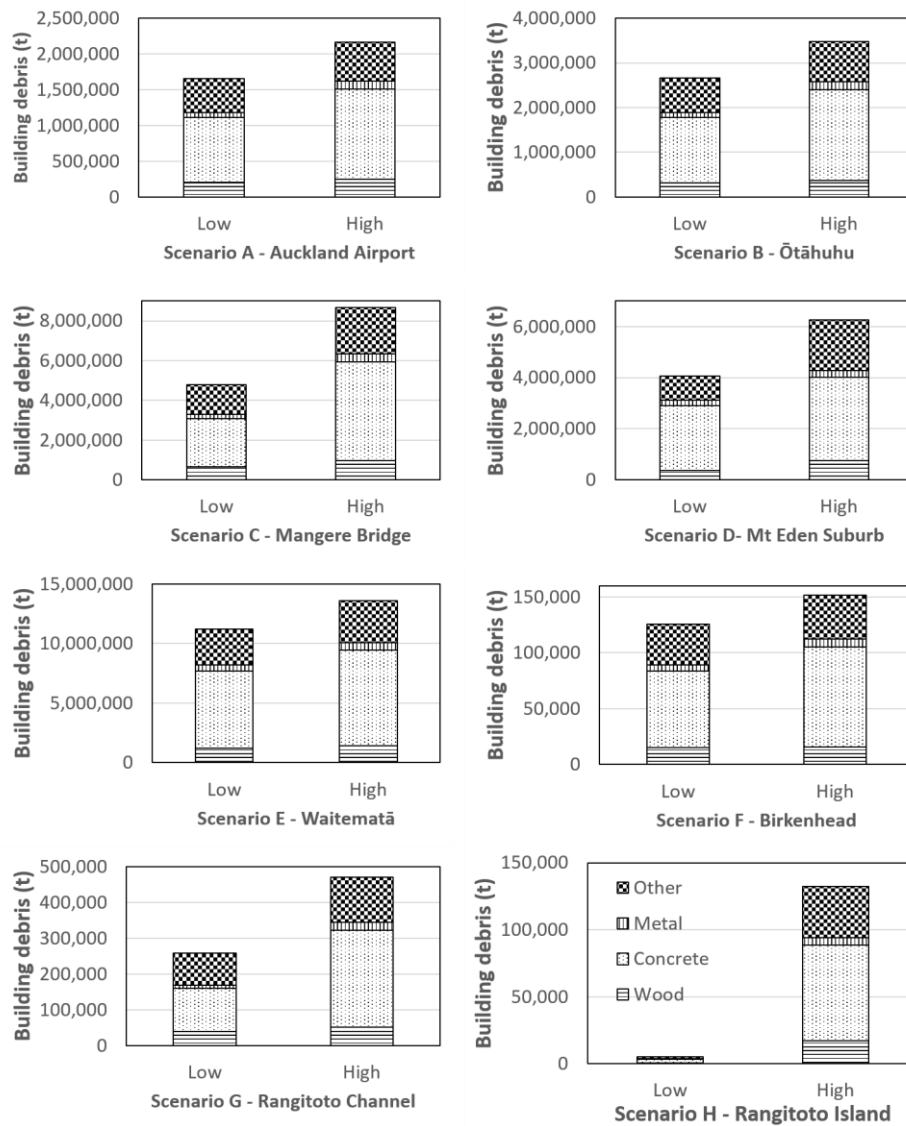 Building debris (t)
2,500,000
2,000,000
1,500,000
1,000,000
500,000
0
Low High
Scenario A - Auckland Airport
Building debris (t)
4,000,000
3,000,000
2,000,000
1,000,000
0
Low High
Scenario B - Ōtāhuhu
Building debris (t)
8,000,000
6,000,000
4,000,000
2,000,000
0
Low High
Scenario C - Mangere Bridge
Building debris (t)
6,000,000
4,000,000
2,000,000
0
Low High
Scenario D- Mt Eden Suburb
Building debris (t)
15,000,000
10,000,000
5,000,000
0
Low High
Scenario E - Waitematā
Building debris (t)
150,000
100,000
50,000
0
Low High
Scenario F - Birkenhead
Building debris (t)
500,000
400,000
300,000
200,000
100,000
0
Low High
Scenario G - Rangitoto Channel
Building debris (t)
150,000
100,000
50,000
0
Other
Metal
Concrete
Wood
Low High
Scenario H - Rangitoto Island